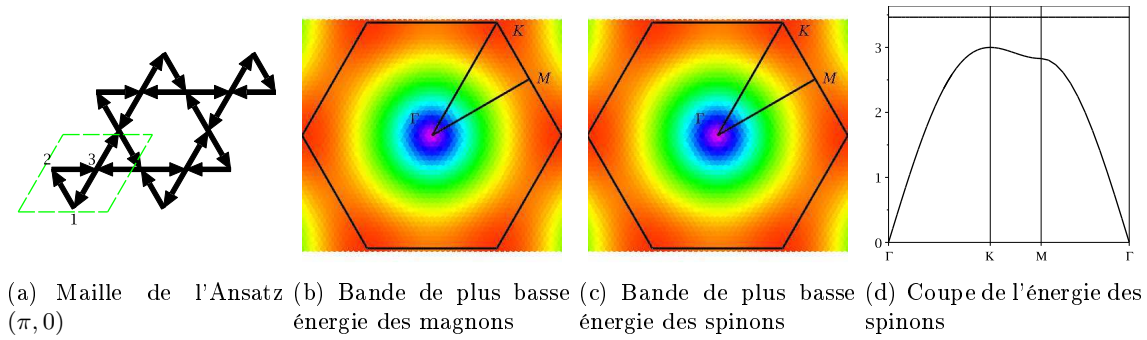 2
3
1
K
M
Γ
K
M
Γ
3
2
1
0
Γ
K
M
Γ
(a) Maille de l'Ansatz
(π, 0)
(b) Bande de plus basse
énergie des magnons
(c) Bande de plus basse
énergie des spinons
(d) Coupe de l'énergie des
spinons